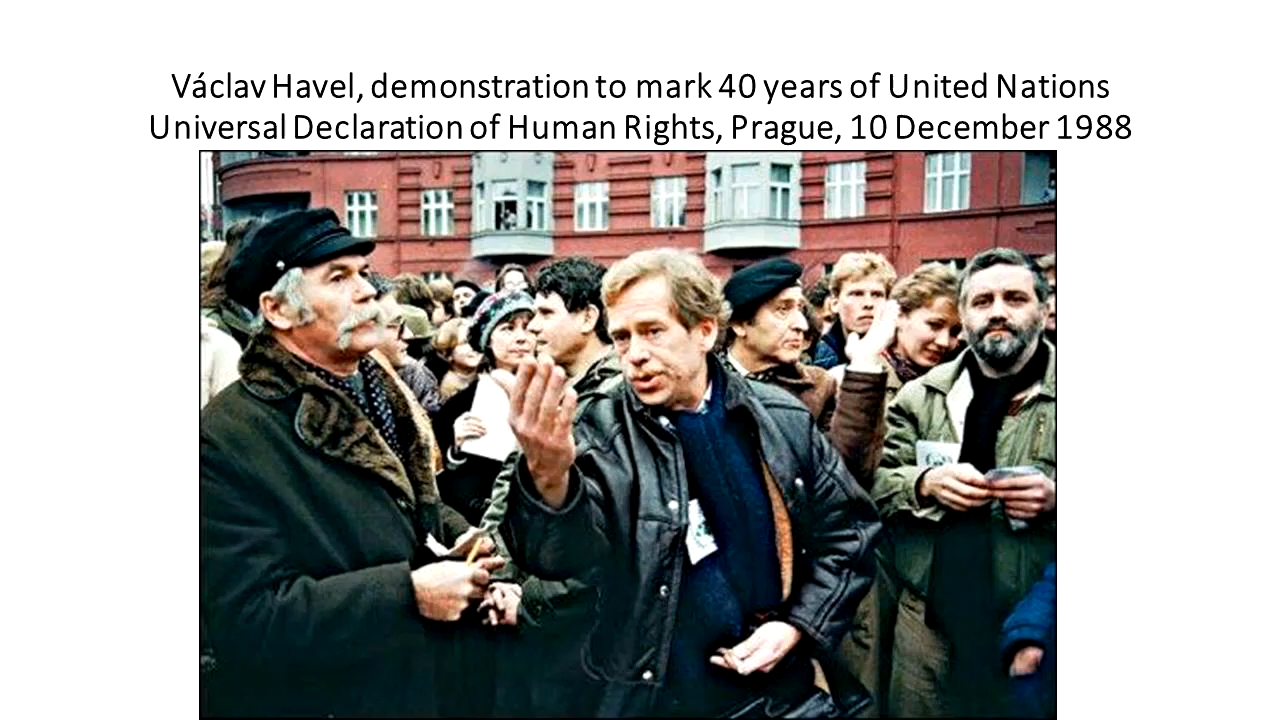 Václav Havel, demonstration to mark 40 years of United Nations
Universal Declaration of Human Rights, Prague, 10 December 1988